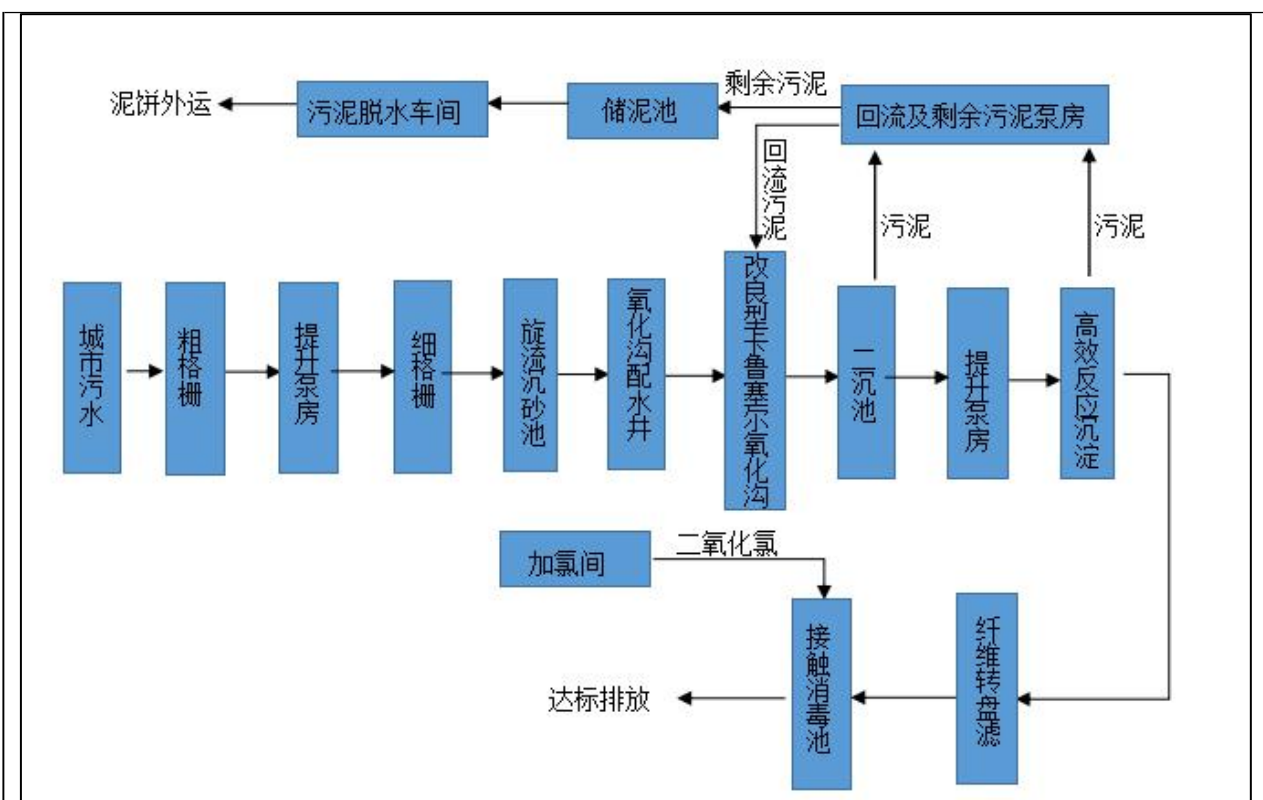 泥饼外运
污泥脱水车间
储泥池
剩余污泥
回流及剩余污泥泵房
回流污泥
污泥
污泥
城市污水
粗格栅
提升泵房
细格栅
旋流沉砂池
氧化沟配水井
改良型卡鲁塞尔氧化沟
二沉池
提升泵房
高效反应沉淀
加氯间
二氧化氯
接触消毒池
纤维转盘滤
达标排放